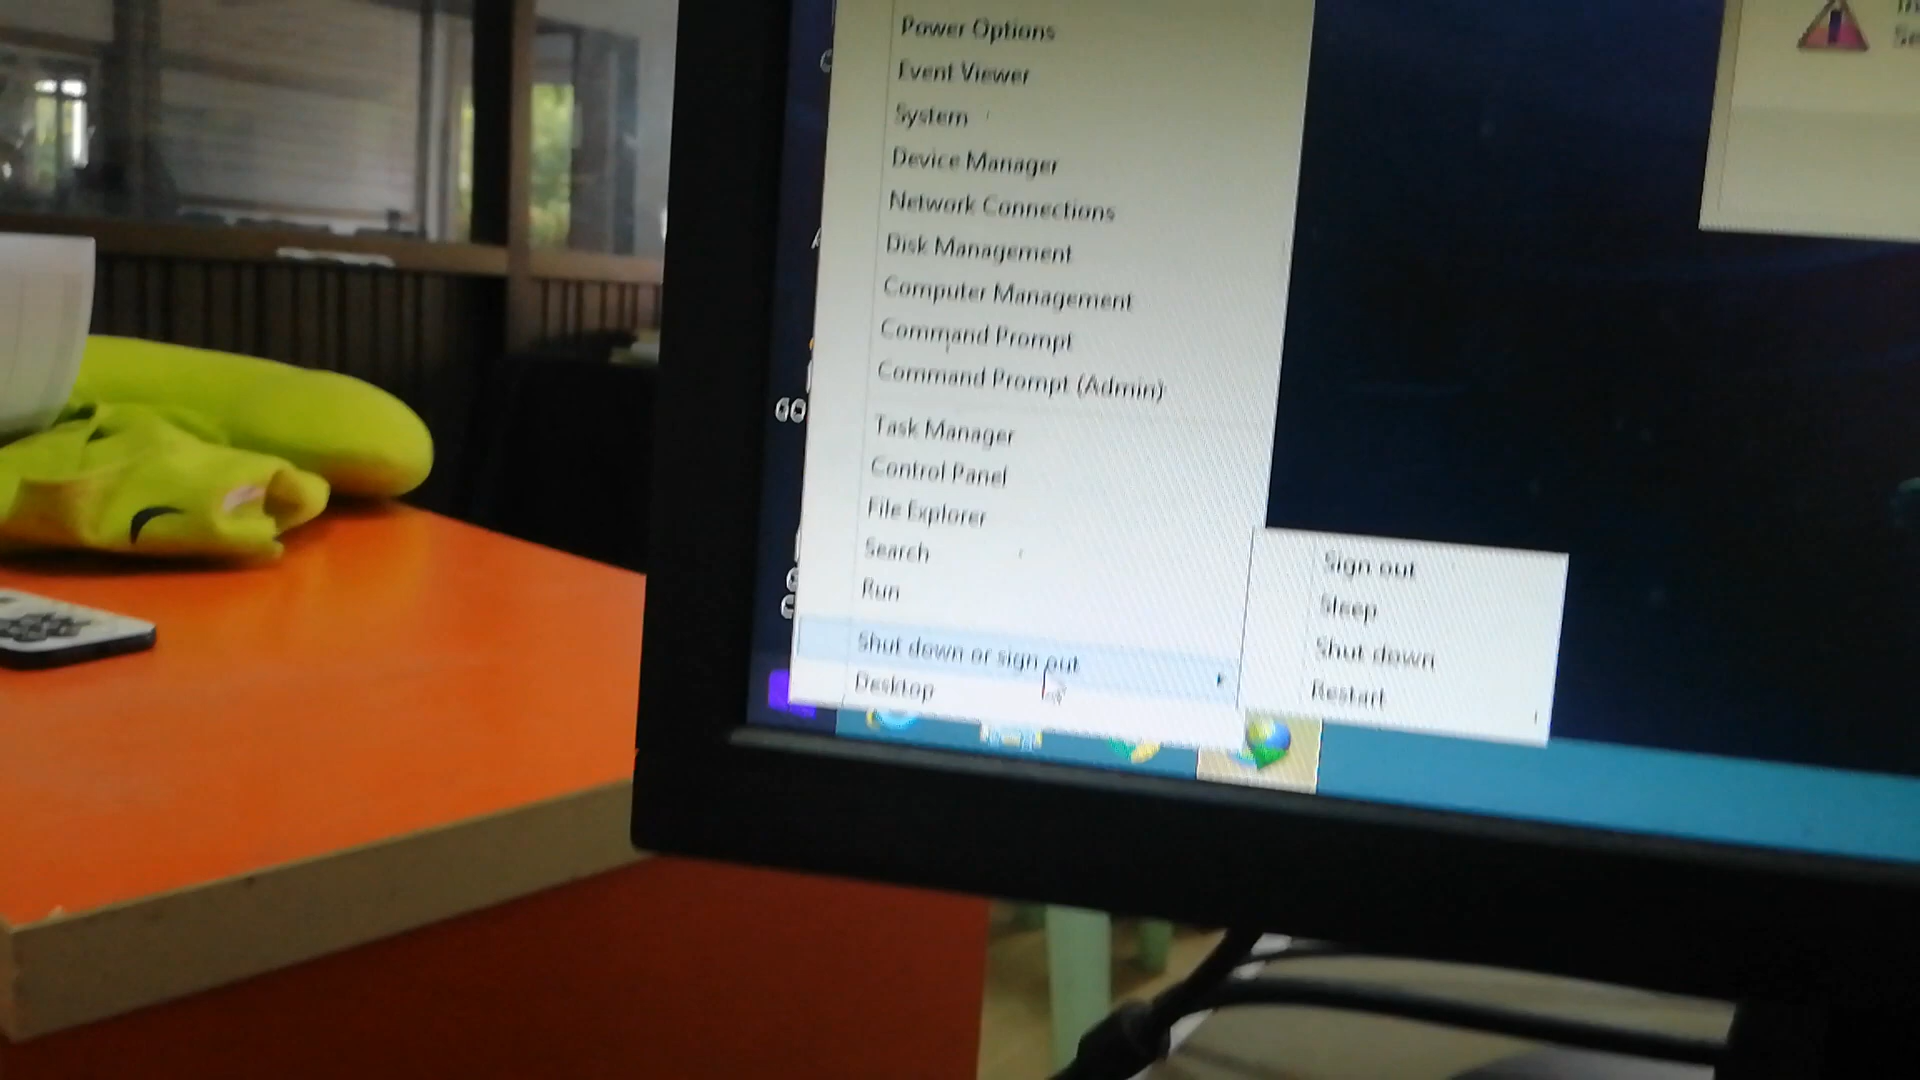 Power Options
Event Viewer
System
Device Manager
Network Connections
Disk Management
Computer Management
Command Prompt
Command Prompt (Admin)
Task Manager
Control Panel
File Explorer
Search
Run
Shut down or sign out
Desktop
Sign out
Sleep
Shut down
Restart